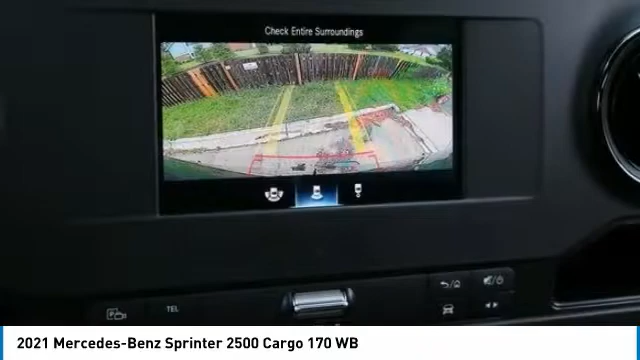 Check Entire Surroundings
TEL
2021 Mercedes-Benz Sprinter 2500 Cargo 170 WB